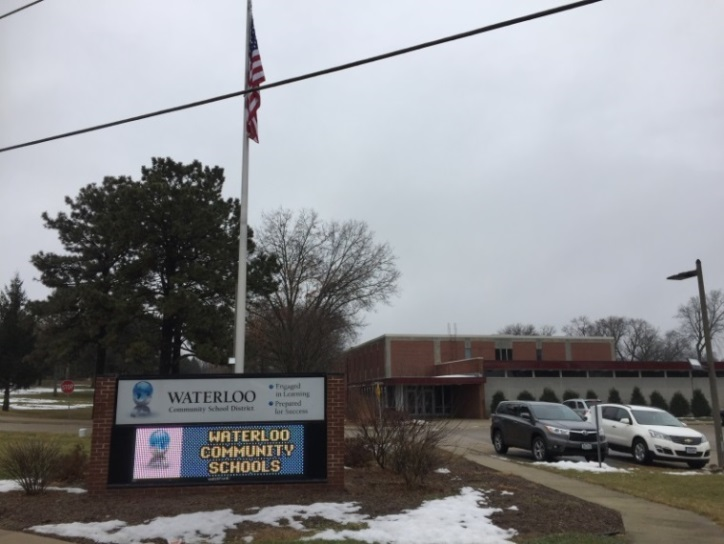 WATERLOO
Community School District
Engaged
in Learning
Prepared
for Success
WATERLOO
COMMUNITY
SCHOOLS